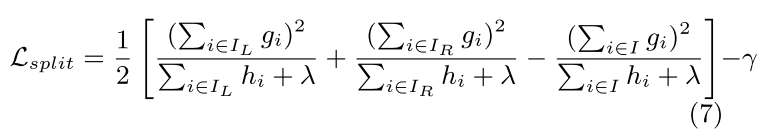 $\mathcal{L}_{split} = \frac{1}{2} \left[ \frac{(\sum_{i \in I_L} g_i)^2}{\sum_{i \in I_L} h_i + \lambda} + \frac{(\sum_{i \in I_R} g_i)^2}{\sum_{i \in I_R} h_i + \lambda} - \frac{(\sum_{i \in I} g_i)^2}{\sum_{i \in I} h_i + \lambda} \right] - \gamma$
(7)